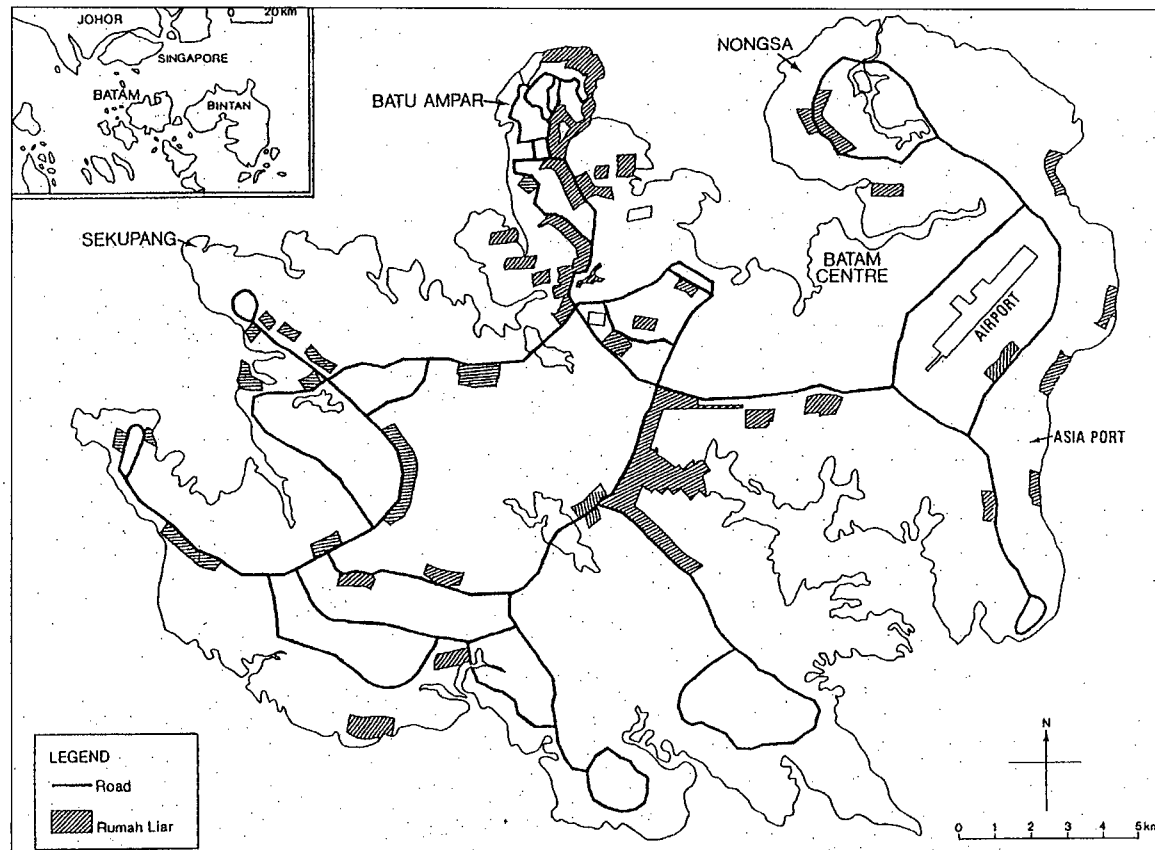 JOHOR
0 20 km
SINGAPORE
BATAM
BINTAN
NONGSA
BATU AMPAR
SEKUPANG
BATAM
CENTRE
AIRPORT
ASIA PORT
LEGEND
Road
Rumah Liar
N
0 1 2 3 4 5 km